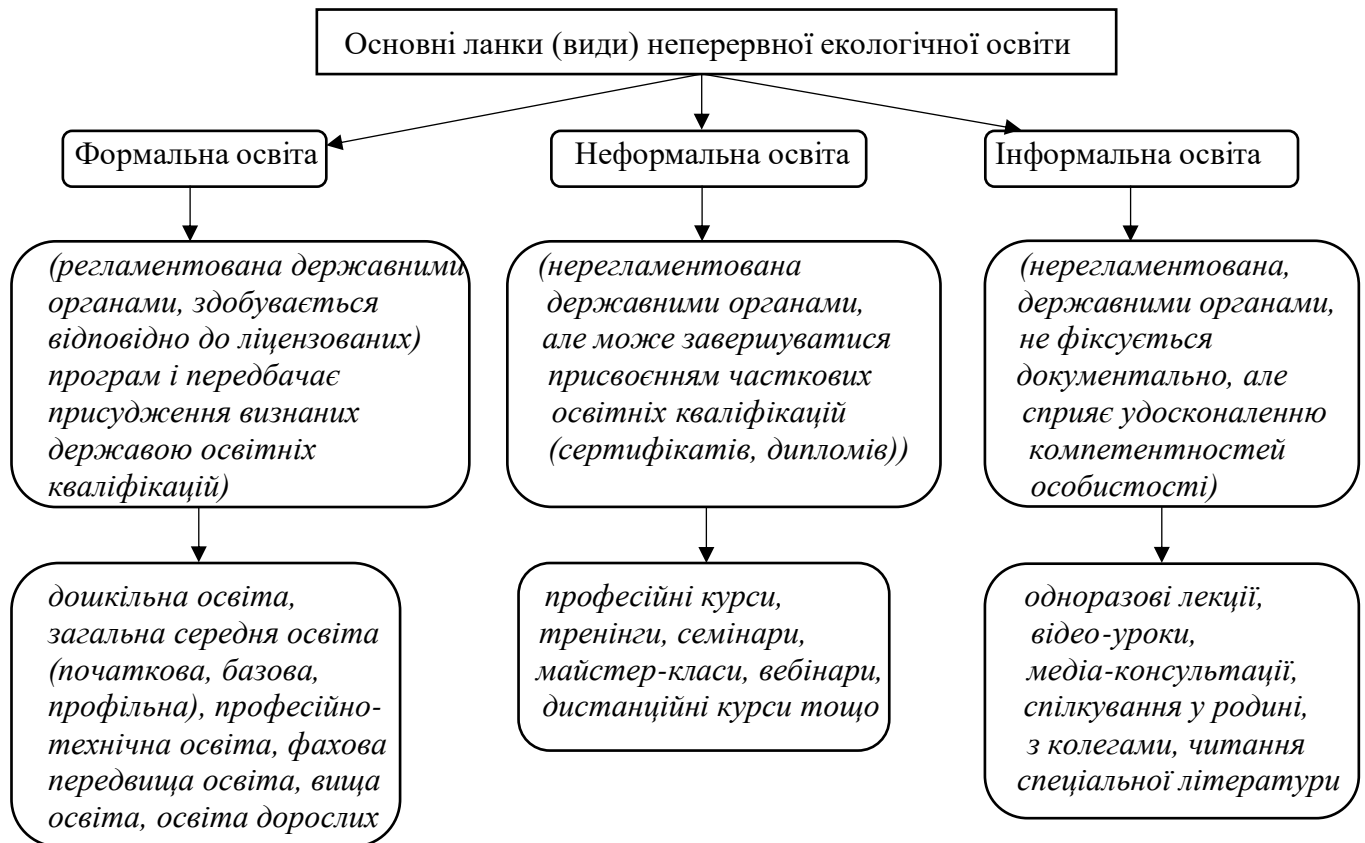 Основні ланки (види) неперервної екологічної освіти
Формальна освіта
Неформальна освіта
Інформальна освіта
(регламентована державними
органами, здобувається
відповідно до ліцензованих)
програм і передбачає
присудження визнаних
державою освітніх
кваліфікацій)
(нерегламентована
державними органами,
але може завершуватися
присвоєнням часткових
освітніх кваліфікацій
(сертифікатів, дипломів))
(нерегламентована,
державними органами,
не фіксується
документально, але
сприяє удосконаленню
компетентностей
особистості)
дошкільна освіта,
загальна середня освіта
(початкова, базова,
профільна), професійно-
технічна освіта, фахова
передвища освіта, вища
освіта, освіта дорослих
професійні курси,
тренінги, семінари,
майстер-класи, вебінари,
дистанційні курси тощо
одноразові лекції,
відео-уроки,
медіа-консультації,
спілкування у родині,
з колегами, читання
спеціальної літератури